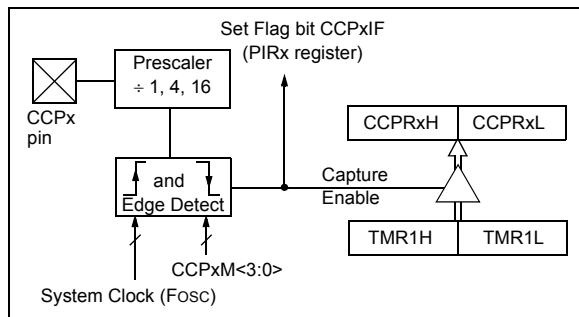 Set Flag bit CCPxIF
(PIRx register)
Prescaler
÷ 1, 4, 16
CCPx
pin
CCPRxH CCPRxL
and
Edge Detect
Capture
Enable
TMR1H TMR1L
CCPxM<3:0>
System Clock (FOSC)